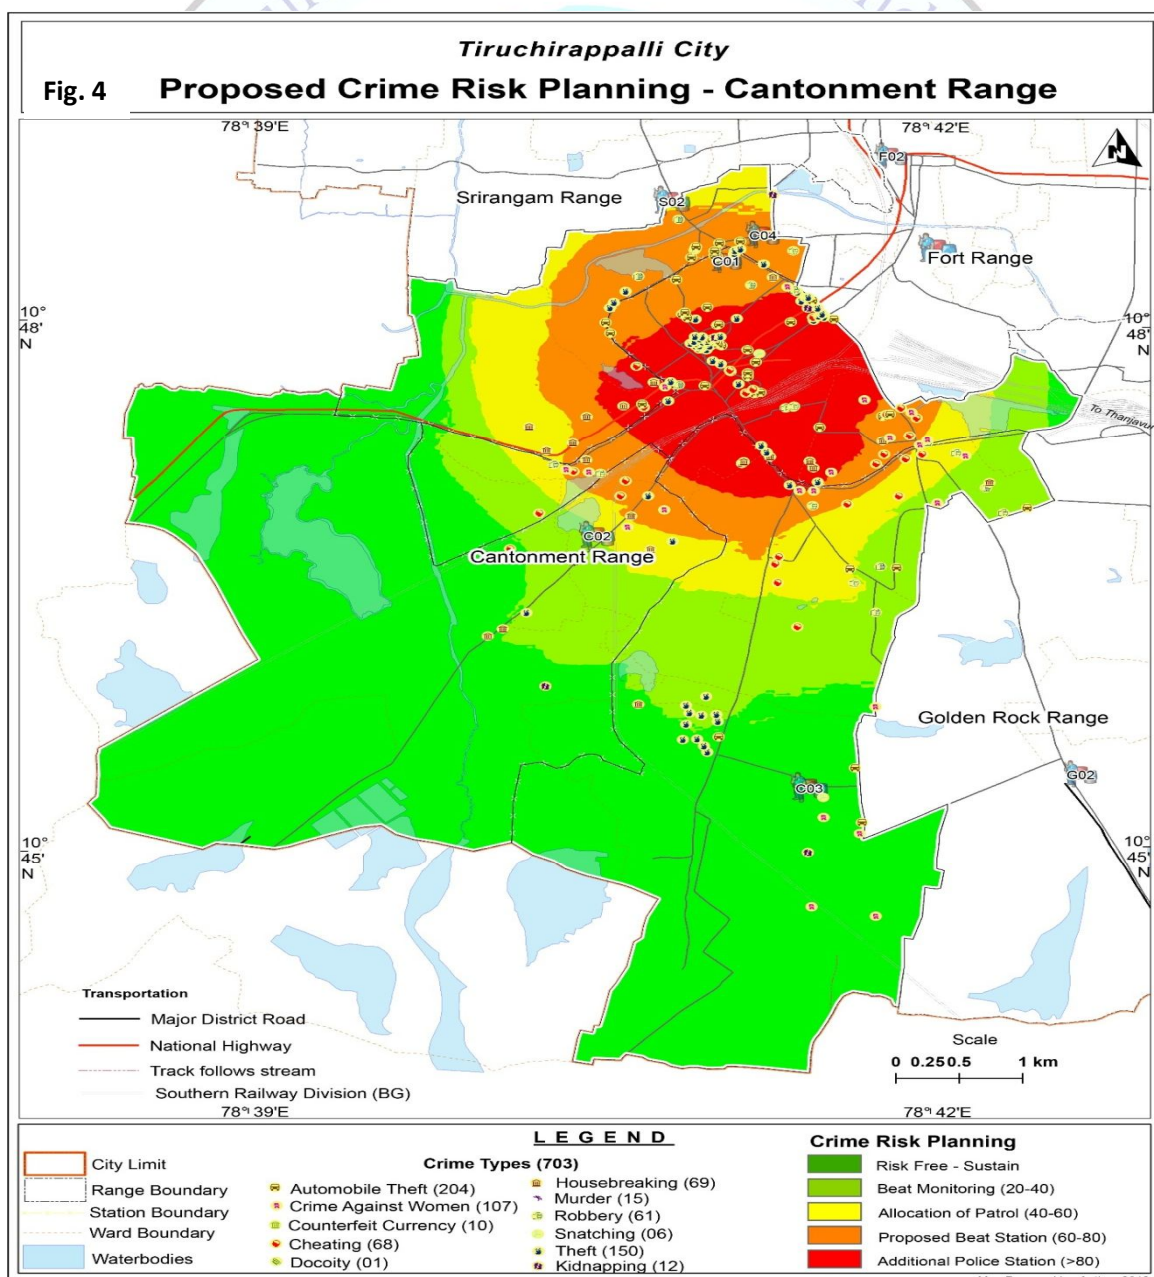 Tiruchirappalli City
Fig. 4
Proposed Crime Risk Planning - Cantonment Range
78° 39'E
78° 42'E
N
F02
Srirangam Range
S02
C04
C01
Fort Range
10°
48'
N
10°
48'
N
To Thanjavur
C02
Cantonment Range
Golden Rock Range
G02
C03
10°
45'
N
10°
45'
N
Transportation
Major District Road
National Highway
Track follows stream
Southern Railway Division (BG)
Scale
0 0.25 0.5 1 km
78° 39'E
78° 42'E
LEGEND
City Limit
Range Boundary
Station Boundary
Ward Boundary
Waterbodies
Crime Types (703)
Automobile Theft (204)
Crime Against Women (107)
Counterfeit Currency (10)
Cheating (68)
Docoity (01)
Housebreaking (69)
Murder (15)
Robbery (61)
Snatching (06)
Theft (150)
Kidnapping (12)
Crime Risk Planning
Risk Free - Sustain
Beat Monitoring (20-40)
Allocation of Patrol (40-60)
Proposed Beat Station (60-80)
Additional Police Station (>80)